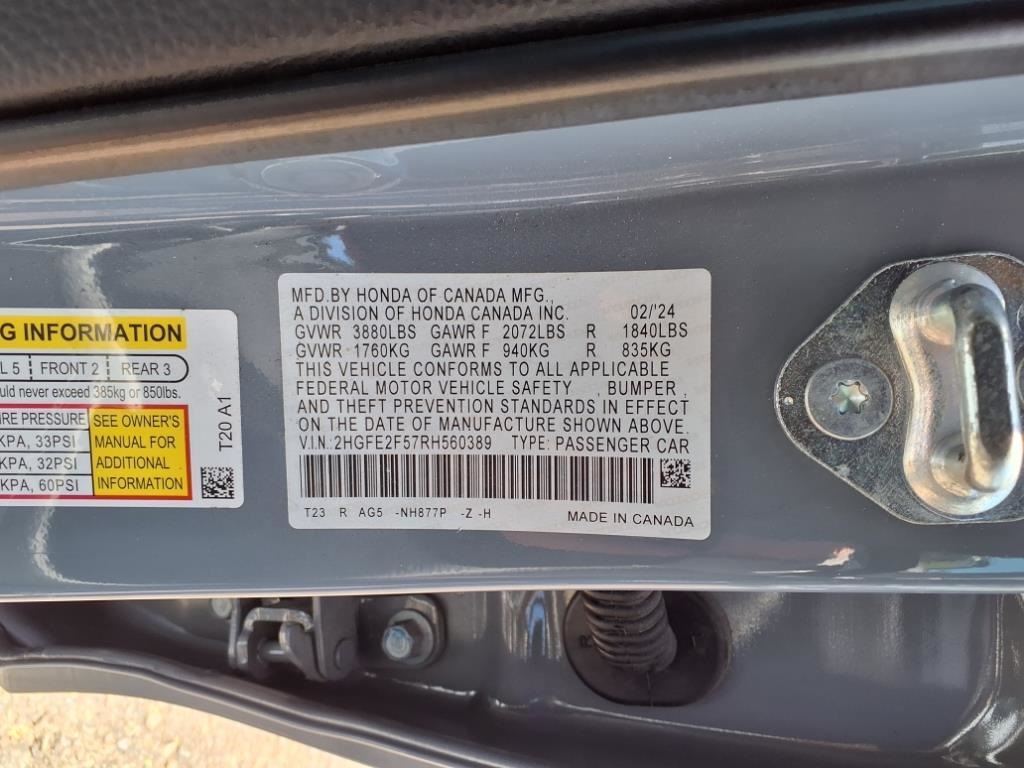 G INFORMATION
L 5 FRONT 2 REAR 3
uld never exceed 385kg or 850lbs.
IRE PRESSURE SEE OWNER'S
KPA, 33PSI MANUAL FOR
KPA, 32PSI ADDITIONAL
KPA, 60PSI INFORMATION
T20 A1
MFD.BY HONDA OF CANADA MFG.,
A DIVISION OF HONDA CANADA INC. 02/'24
GVWR 3880LBS GAWR F 2072LBS R 1840LBS
GVWR 1760KG GAWR F 940KG R 835KG
THIS VEHICLE CONFORMS TO ALL APPLICABLE
FEDERAL MOTOR VEHICLE SAFETY , BUMPER,
AND THEFT PREVENTION STANDARDS IN EFFECT
ON THE DATE OF MANUFACTURE SHOWN ABOVE.
V.I.N: 2HGFE2F57RH560389 TYPE: PASSENGER CAR
T23 R AG5 -NH877P -Z -H MADE IN CANADA